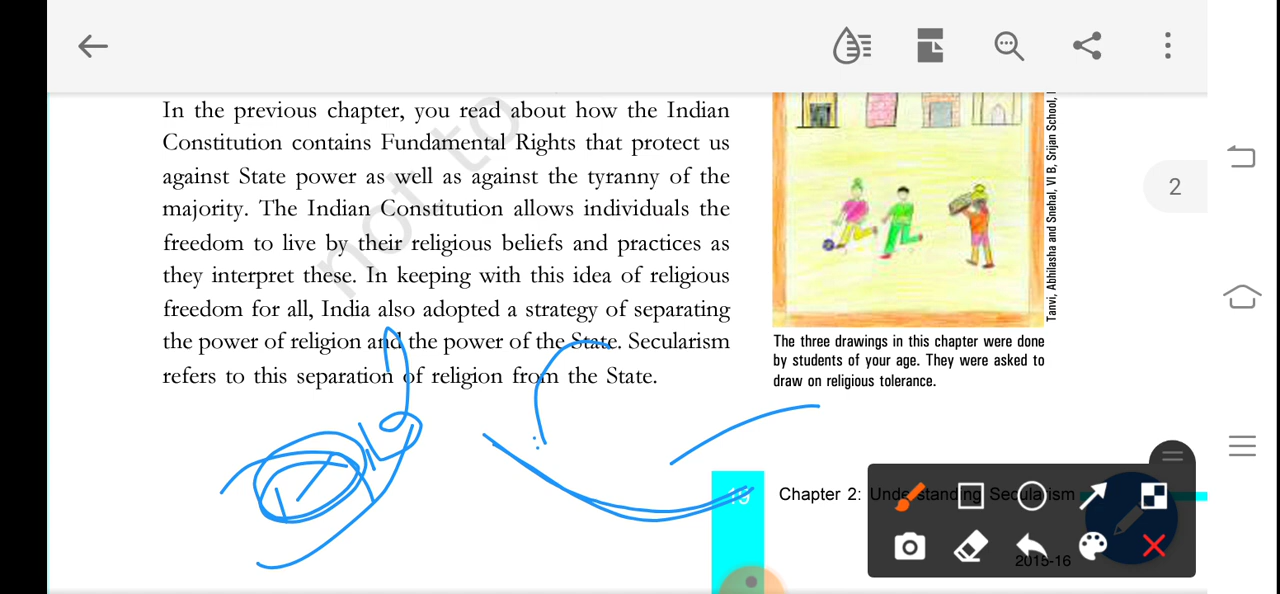 In the previous chapter, you read about how the Indian
Constitution contains Fundamental Rights that protect us
against State power as well as against the tyranny of the
majority. The Indian Constitution allows individuals the
freedom to live by their religious beliefs and practices as
they interpret these. In keeping with this idea of religious
freedom for all, India also adopted a strategy of separating
the power of religion and the power of the State. Secularism
refers to this separation of religion from the State.
not to
Tanvi, Abhilasha and Snehal, VI B, Srijan School,
The three drawings in this chapter were done
by students of your age. They were asked to
draw on religious tolerance.
2
19
Chapter 2: Understanding Secularism
2015-16